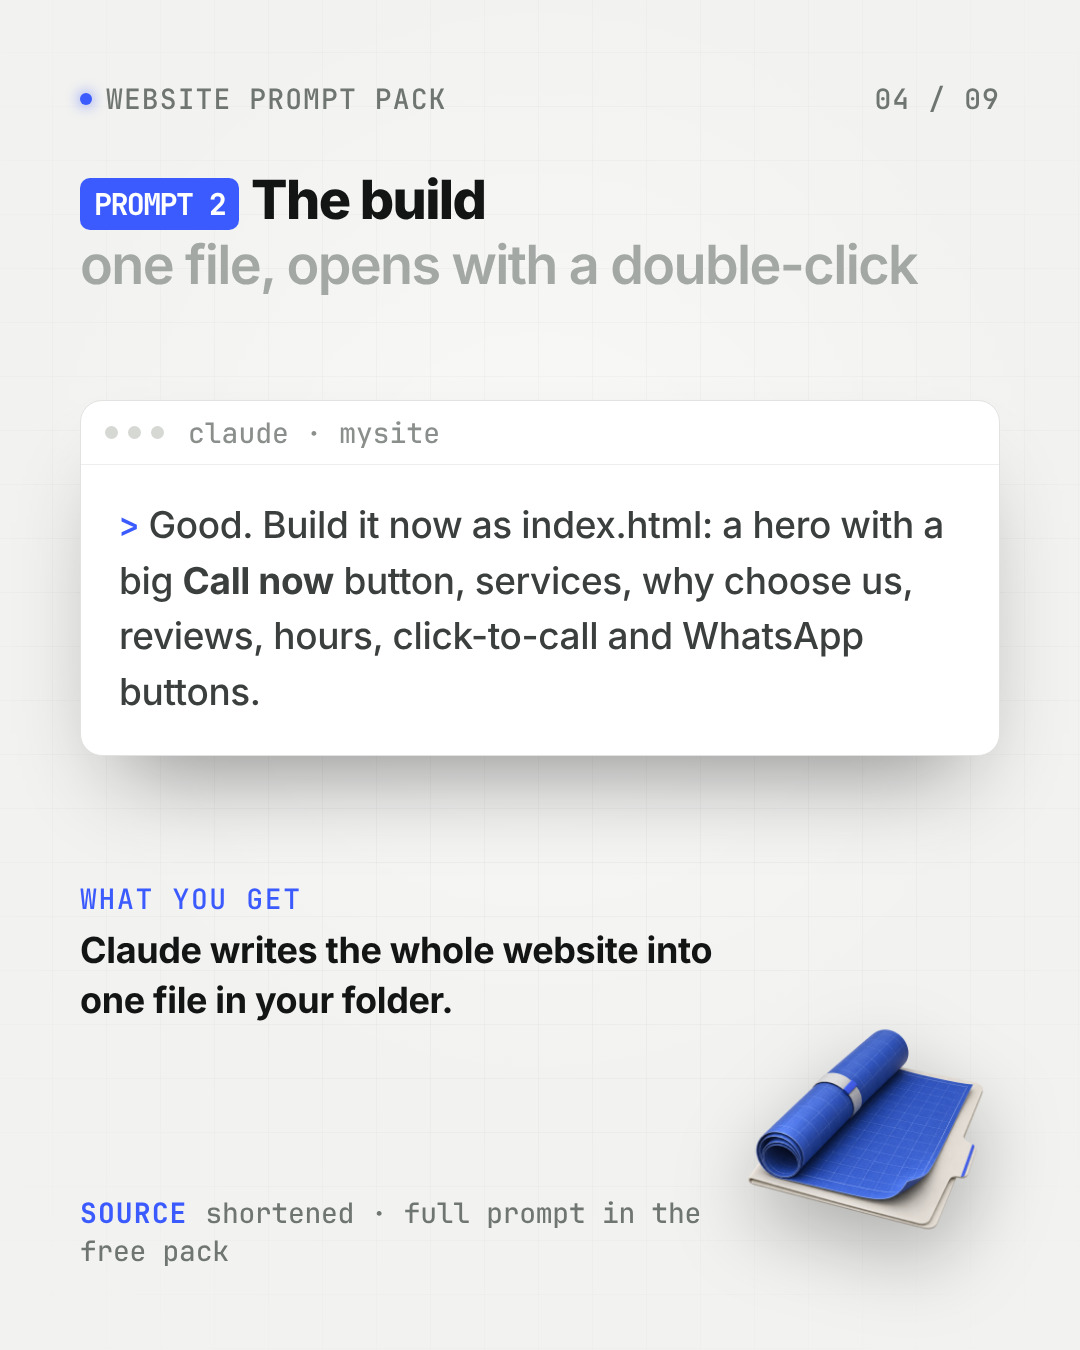 WEBSITE PROMPT PACK
04 / 09
PROMPT 2 The build
one file, opens with a double-click
claude · mysite
> Good. Build it now as index.html: a hero with a
big Call now button, services, why choose us,
reviews, hours, click-to-call and WhatsApp
buttons.
WHAT YOU GET
Claude writes the whole website into
one file in your folder.
SOURCE shortened · full prompt in the
free pack